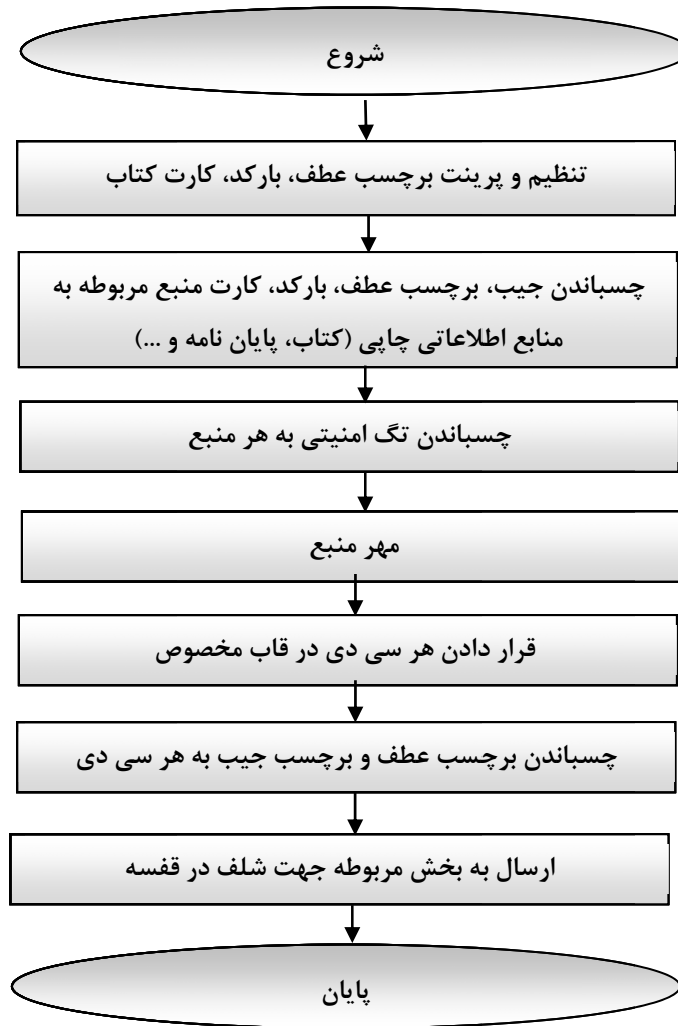 شروع
تنظیم و پرینت برچسب عطف، بارکد، کارت کتاب
چسباندن جیب، برچسب عطف، بارکد، کارت منبع مربوطه به
منابع اطلاعاتی چاپی (کتاب، پایان نامه و ...)
چسباندن تگ امنیتی به هر منبع
مهر منبع
قرار دادن هر سی دی در قاب مخصوص
چسباندن برچسب عطف و برچسب جیب به هر سی دی
ارسال به بخش مربوطه جهت شلف در قفسه
پایان